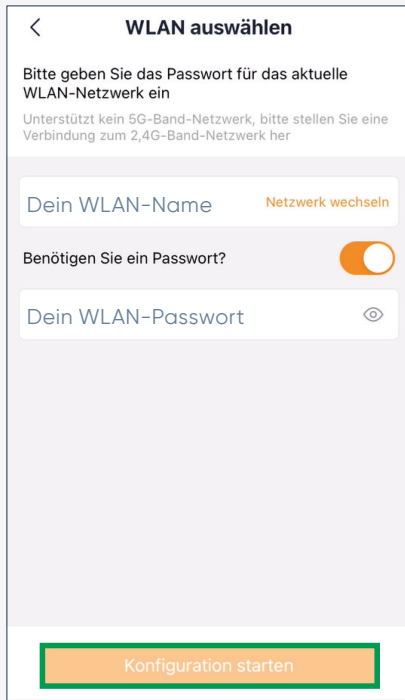 WLAN auswählen
Bitte geben Sie das Passwort für das aktuelle
WLAN-Netzwerk ein
Unterstützt kein 5G-Band-Netzwerk, bitte stellen Sie eine
Verbindung zum 2,4G-Band-Netzwerk her
Dein WLAN-Name
Netzwerk wechseln
Benötigen Sie ein Passwort?
Dein WLAN-Passwort
Konfiguration starten